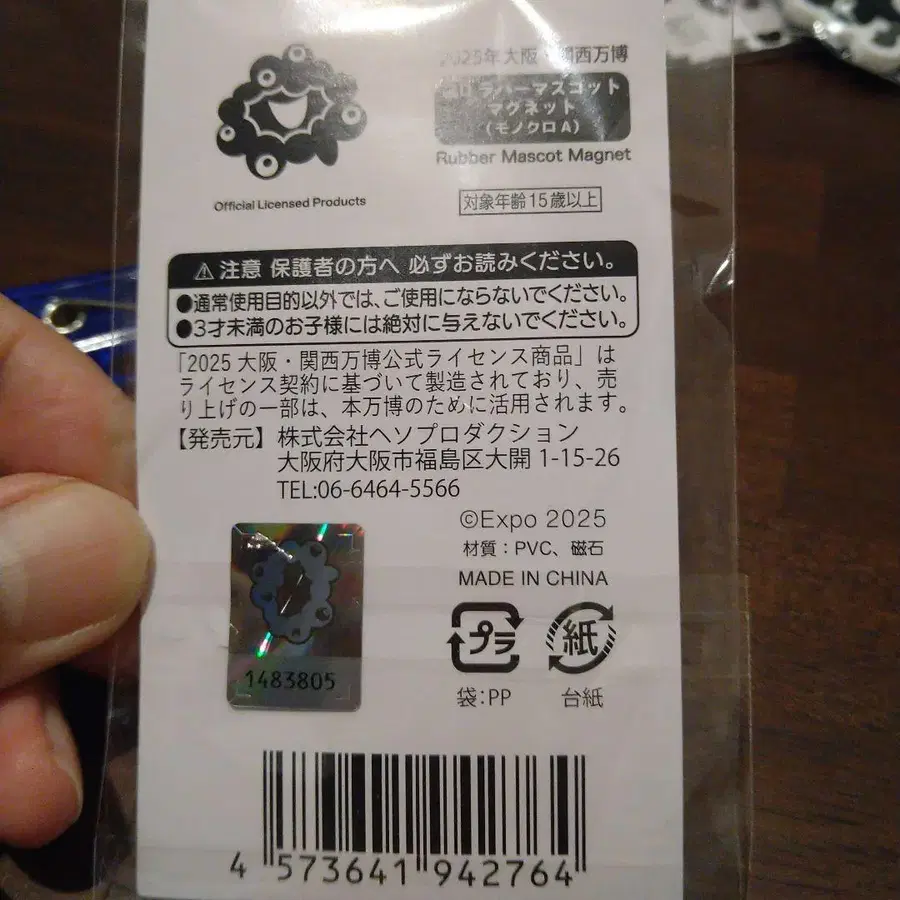 Official Licensed Products
2025年 大阪・関西万博
ラバーマスコット
マグネット
(モノクロA)
Rubber Mascot Magnet
対象年齢15歳以上
注意 保護者の方へ 必ずお読みください。
●通常使用目的以外では、ご使用にならないでください。
●3才未満のお子様には絶対に与えないでください。
「2025 大阪・関西万博公式ライセンス商品」は
ライセンス契約に基づいて製造されており、売
り上げの一部は、本万博のために活用されます。
【発売元】株式会社ヘソプロダクション
大阪府大阪市福島区大開 1-15-26
TEL:06-6464-5566
©Expo 2025
材質：PVC、磁石
MADE IN CHINA
プラ
紙
袋:PP
台紙
1483805
4 573641 942764